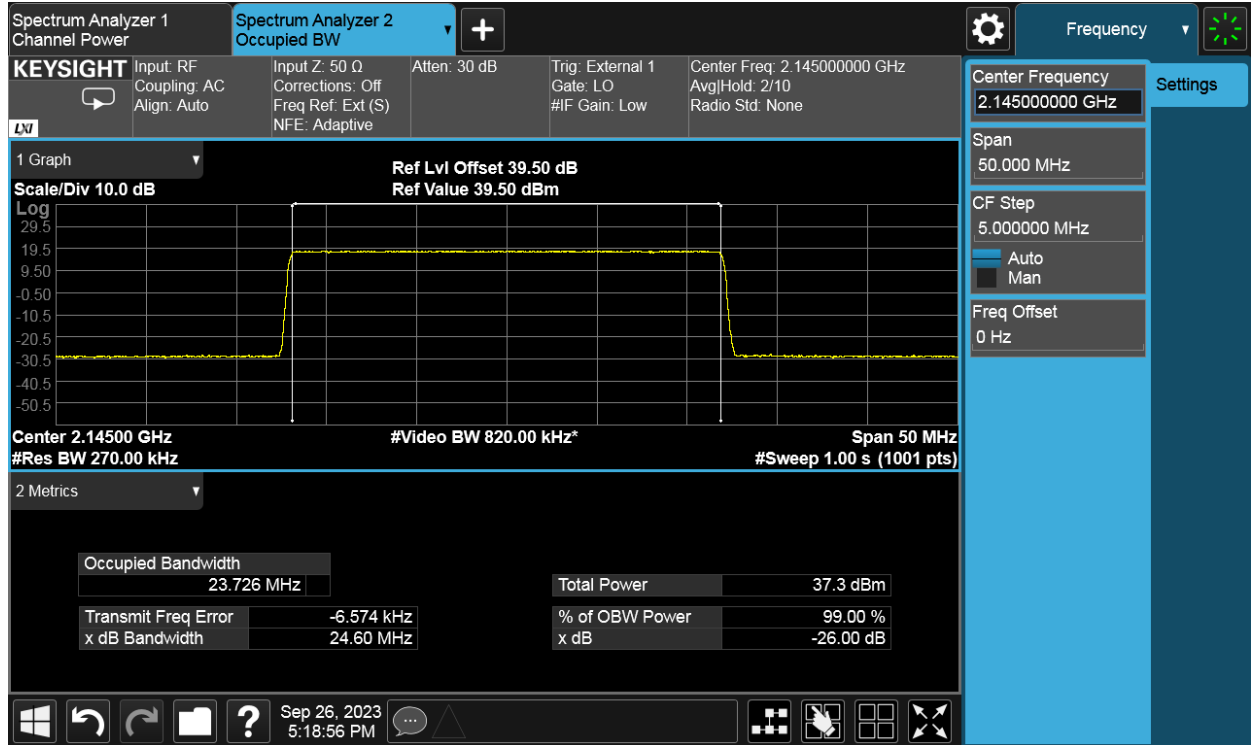 Spectrum Analyzer 1
Channel Power
Spectrum Analyzer 2
Occupied BW
Frequency
KEYSIGHT
LXI
Input: RF
Coupling: AC
Align: Auto
Input Z: 50 Ω
Corrections: Off
Freq Ref: Ext (S)
NFE: Adaptive
Atten: 30 dB
Trig: External 1
Gate: LO
#IF Gain: Low
Center Freq: 2.145000000 GHz
Avg|Hold: 2/10
Radio Std: None
Center Frequency
2.145000000 GHz
Settings
Span
50.000 MHz
CF Step
5.000000 MHz
Auto
Man
Freq Offset
0 Hz
1 Graph
Scale/Div 10.0 dB
Ref Lvl Offset 39.50 dB
Ref Value 39.50 dBm
Log
29.5
19.5
9.50
-0.50
-10.5
-20.5
-30.5
-40.5
-50.5
Center 2.14500 GHz
#Video BW 820.00 kHz*
Span 50 MHz
#Res BW 270.00 kHz
#Sweep 1.00 s (1001 pts)
2 Metrics
Occupied Bandwidth
23.726 MHz
Total Power 37.3 dBm
Transmit Freq Error -6.574 kHz
% of OBW Power 99.00 %
x dB Bandwidth 24.60 MHz
x dB -26.00 dB
?
Sep 26, 2023
5:18:56 PM